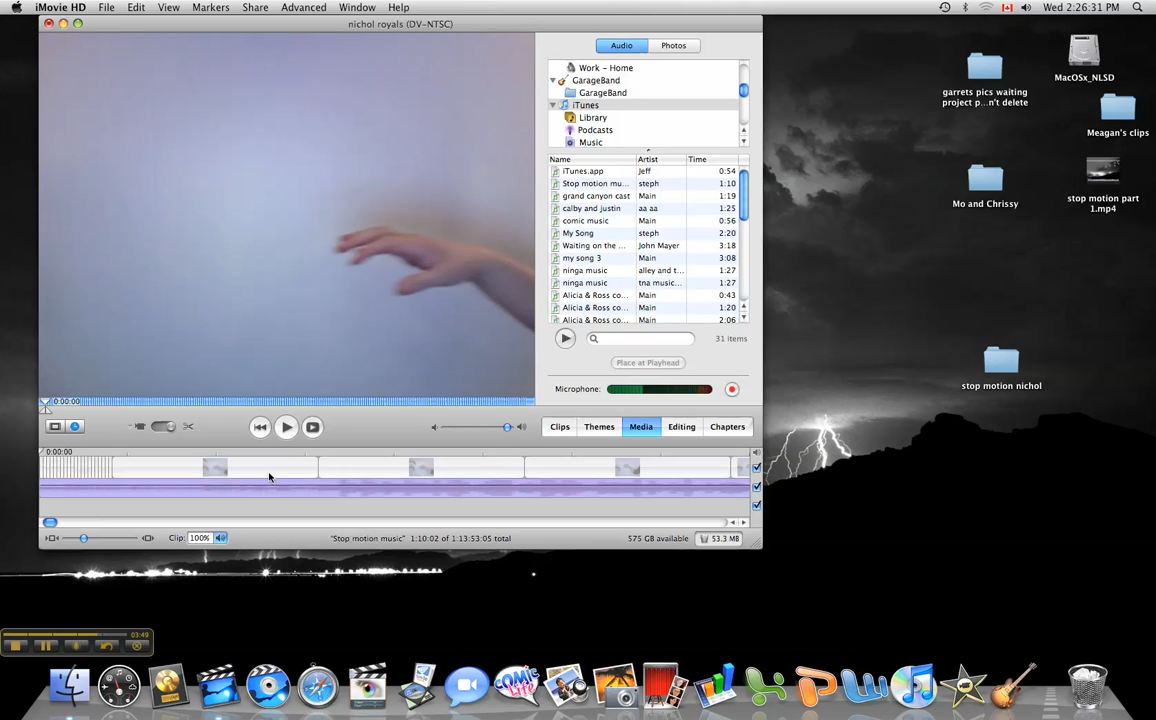 iMovie HD File Edit View Markers Share Advanced Window Help Wed 2:26:31 PM
nichol royals (DV-NTSC)
Audio Photos
Work - Home
GarageBand
GarageBand
iTunes
Library
Podcasts
Music
Name Artist Time
iTunes.app Jeff 0:54
Stop motion mu... steph 1:10
grand canyon cast Main 1:19
calby and justin aa aa 1:25
comic music Main 0:56
My Song steph 2:20
Waiting on the ... John Mayer 3:18
my song 3 Main 3:08
ninga music alley and t... 1:27
ninga music tna music... 1:27
Alicia & Ross co... Main 0:43
Alicia & Ross co... Main 1:20
Alicia & Ross co... Main 2:06
31 items
Place at Playhead
Microphone:
0:00:00
Clips Themes Media Editing Chapters
0:00:00
Clip: 100% "Stop motion music" 1:10:02 of 1:13:53:05 total 575 GB available 53.3 MB
garrets pics waiting
project p...n't delete
MacOSx_NLSD
Meagan's clips
Mo and Chrissy
stop motion part
1.mp4
stop motion nichol
03:49
COMIC
Life